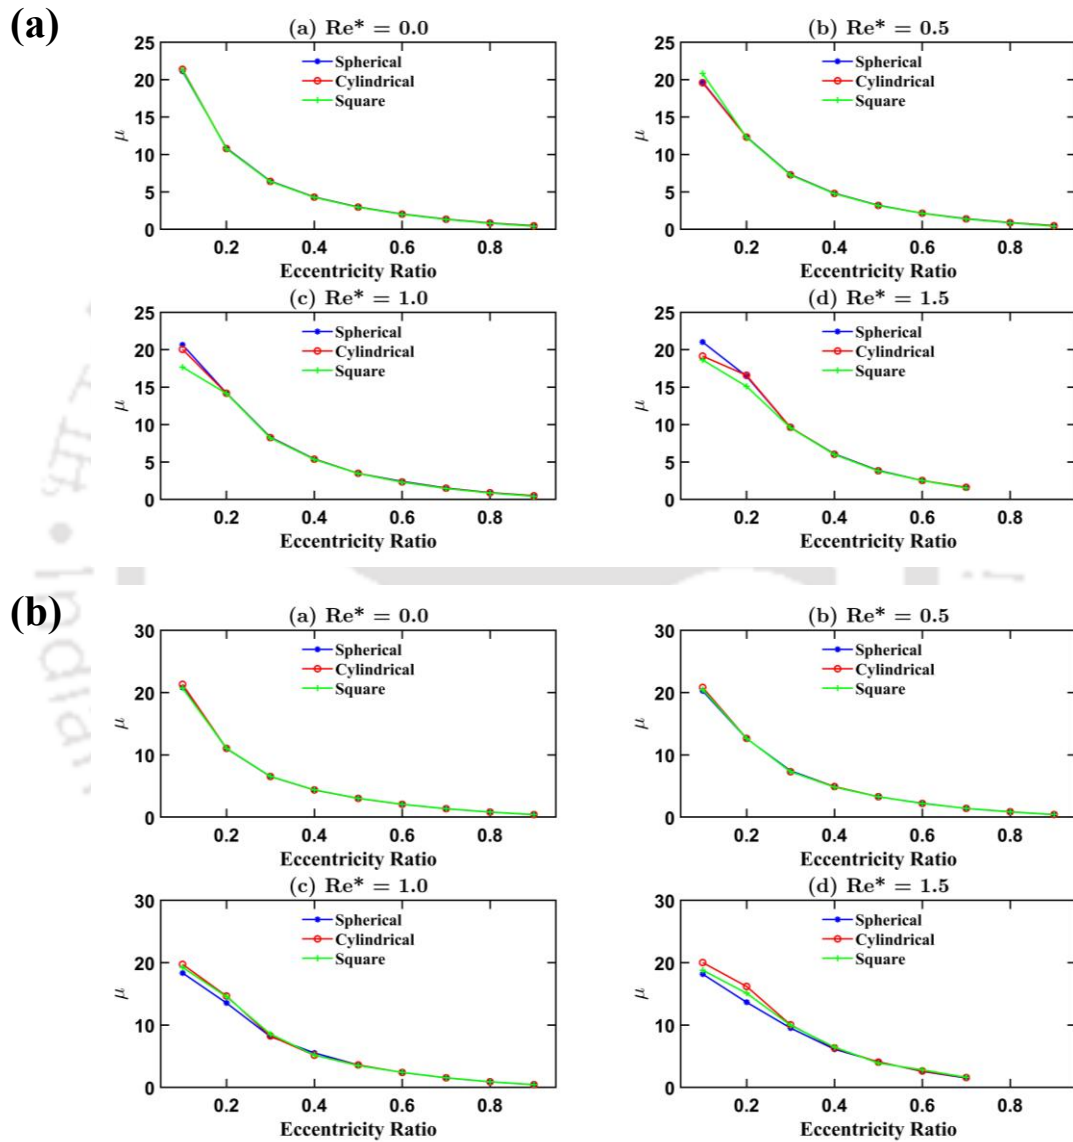 (a)
(a) Re* = 0.0
25
20
15
10
5
0
μ
Spherical
Cylindrical
Square
0.2 0.4 0.6 0.8
Eccentricity Ratio
(b) Re* = 0.5
25
20
15
10
5
0
μ
Spherical
Cylindrical
Square
0.2 0.4 0.6 0.8
Eccentricity Ratio
(c) Re* = 1.0
25
20
15
10
5
0
μ
Spherical
Cylindrical
Square
0.2 0.4 0.6 0.8
Eccentricity Ratio
(d) Re* = 1.5
25
20
15
10
5
0
μ
Spherical
Cylindrical
Square
0.2 0.4 0.6 0.8
Eccentricity Ratio
(b)
(a) Re* = 0.0
30
20
10
0
μ
Spherical
Cylindrical
Square
0.2 0.4 0.6 0.8
Eccentricity Ratio
(b) Re* = 0.5
30
20
10
0
μ
Spherical
Cylindrical
Square
0.2 0.4 0.6 0.8
Eccentricity Ratio
(c) Re* = 1.0
30
20
10
0
μ
Spherical
Cylindrical
Square
0.2 0.4 0.6 0.8
Eccentricity Ratio
(d) Re* = 1.5
30
20
10
0
μ
Spherical
Cylindrical
Square
0.2 0.4 0.6 0.8
Eccentricity Ratio